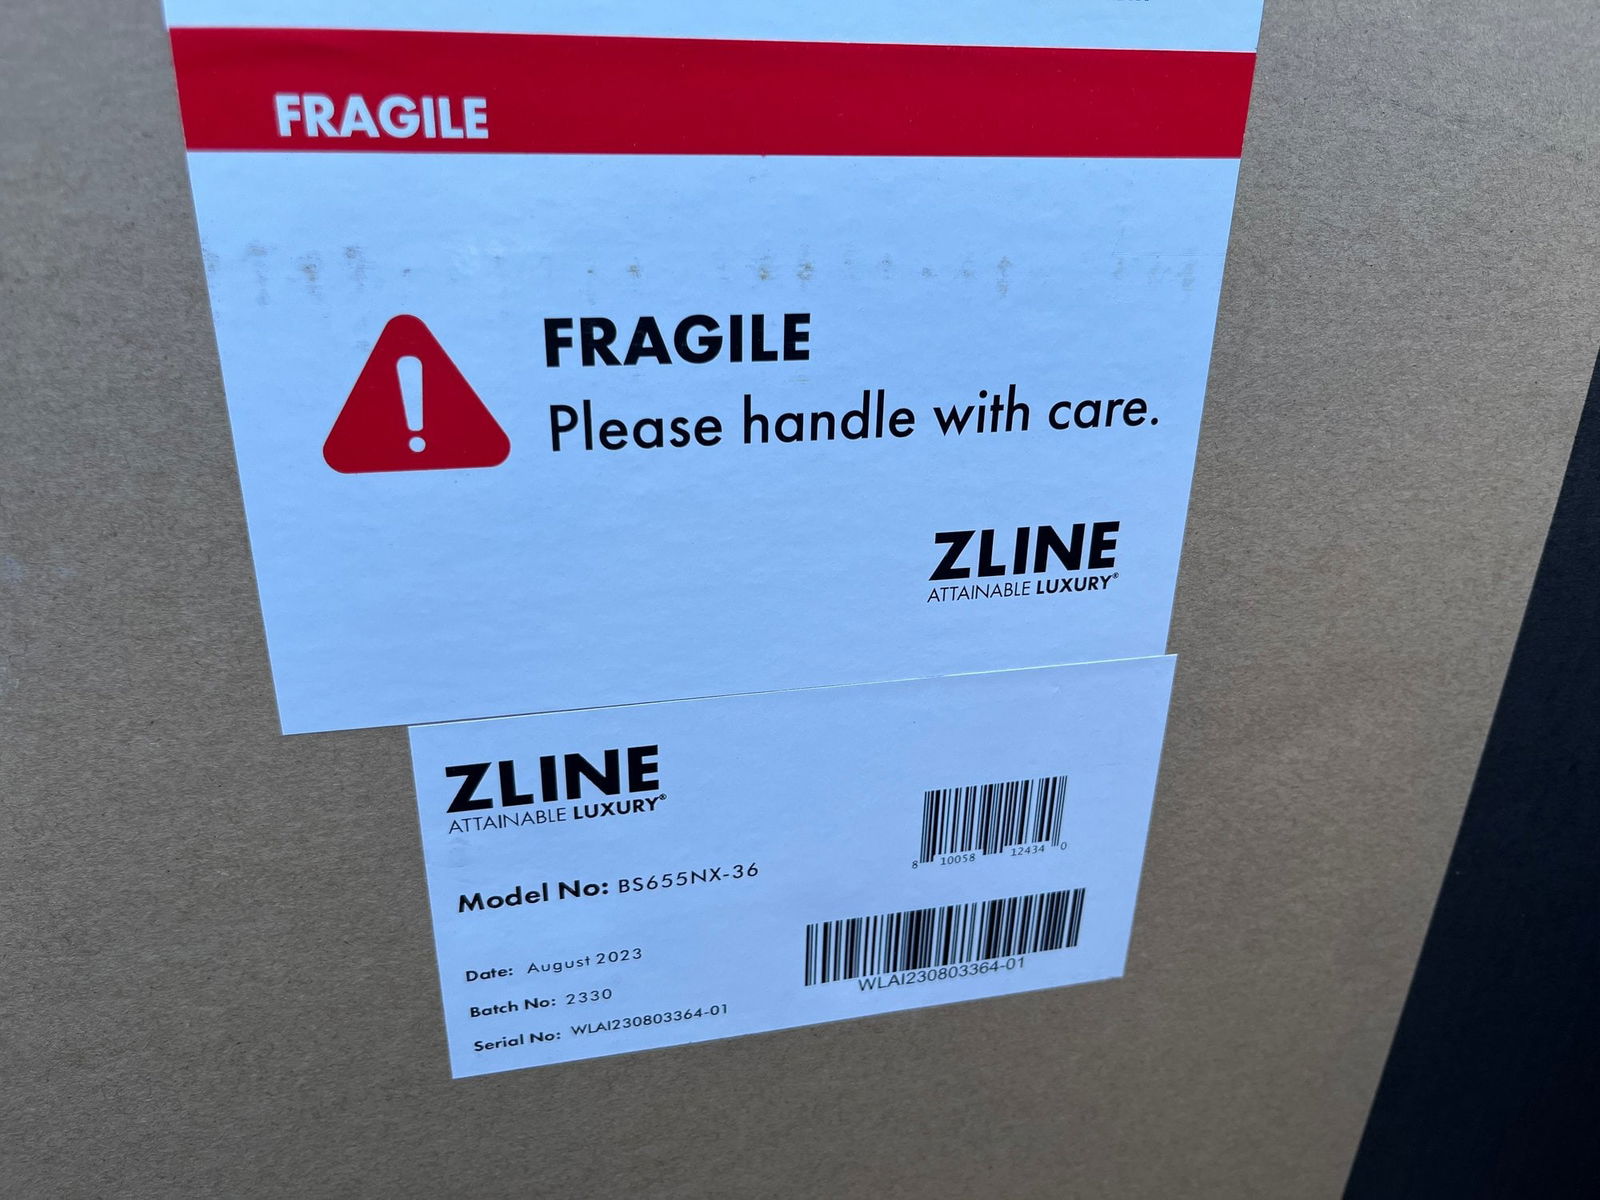 FRAGILE
FRAGILE
Please handle with care.
ZLINE
ATTAINABLE LUXURY®
ZLINE
ATTAINABLE LUXURY®
8 10058 12434 0
Model No: BS655NX-36
WLAI230803364-01
Date: August 2023
Batch No: 2330
Serial No: WLAI230803364-01